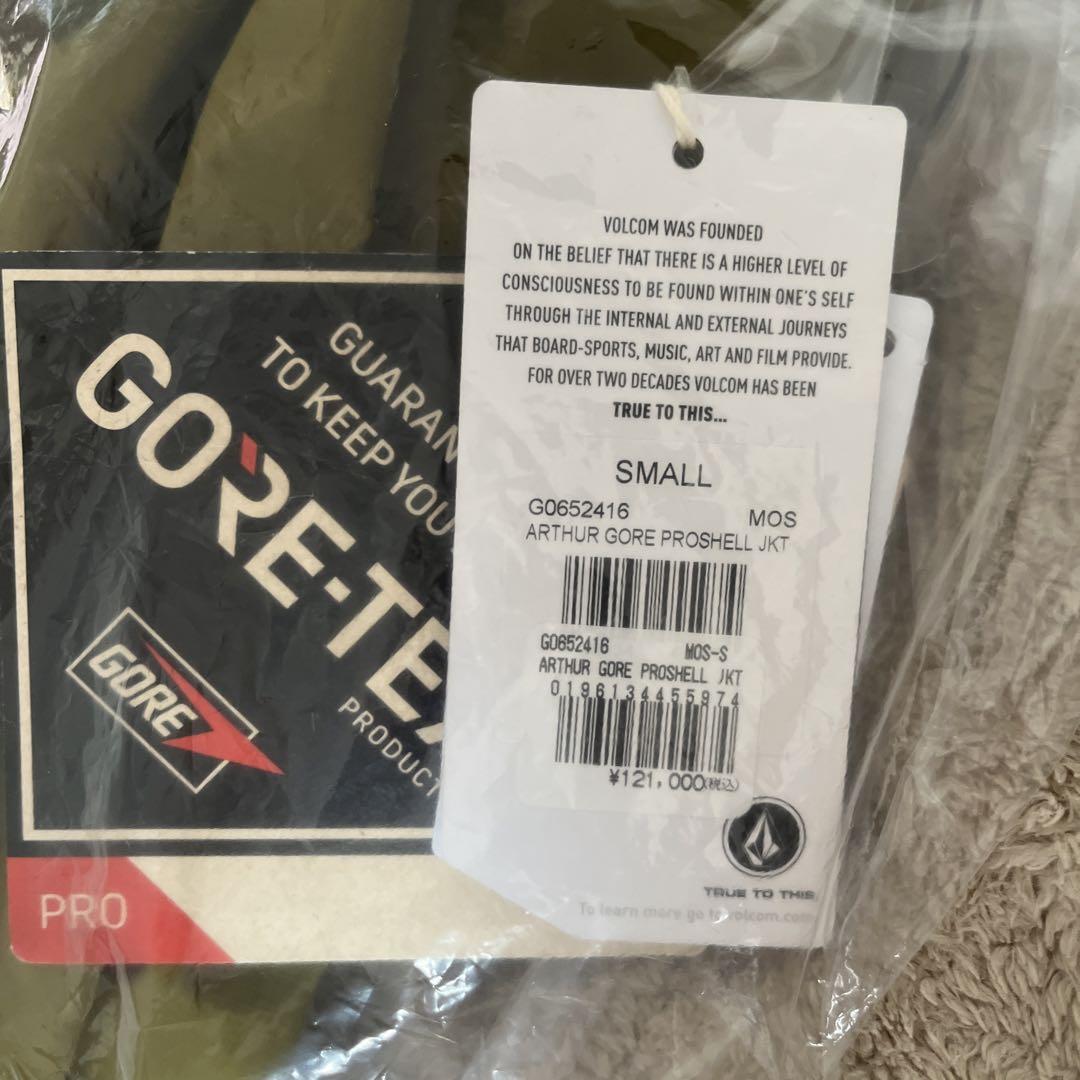 VOLCOM WAS FOUNDED
ON THE BELIEF THAT THERE IS A HIGHER LEVEL OF
CONSCIOUSNESS TO BE FOUND WITHIN ONE'S SELF
THROUGH THE INTERNAL AND EXTERNAL JOURNEYS
THAT BOARD-SPORTS, MUSIC, ART AND FILM PROVIDE.
FOR OVER TWO DECADES VOLCOM HAS BEEN
TRUE TO THIS...
SMALL
G0652416 MOS
ARTHUR GORE PROSHELL JKT
G0652416 MOS-S
ARTHUR GORE PROSHELL JKT
0196134455974
¥121,000(税込)
TRUE TO THIS
To learn more go to volcom.com
GUARAN
TO KEEP YOU
GORE-TEX
PRODUCT
GORE
PRO